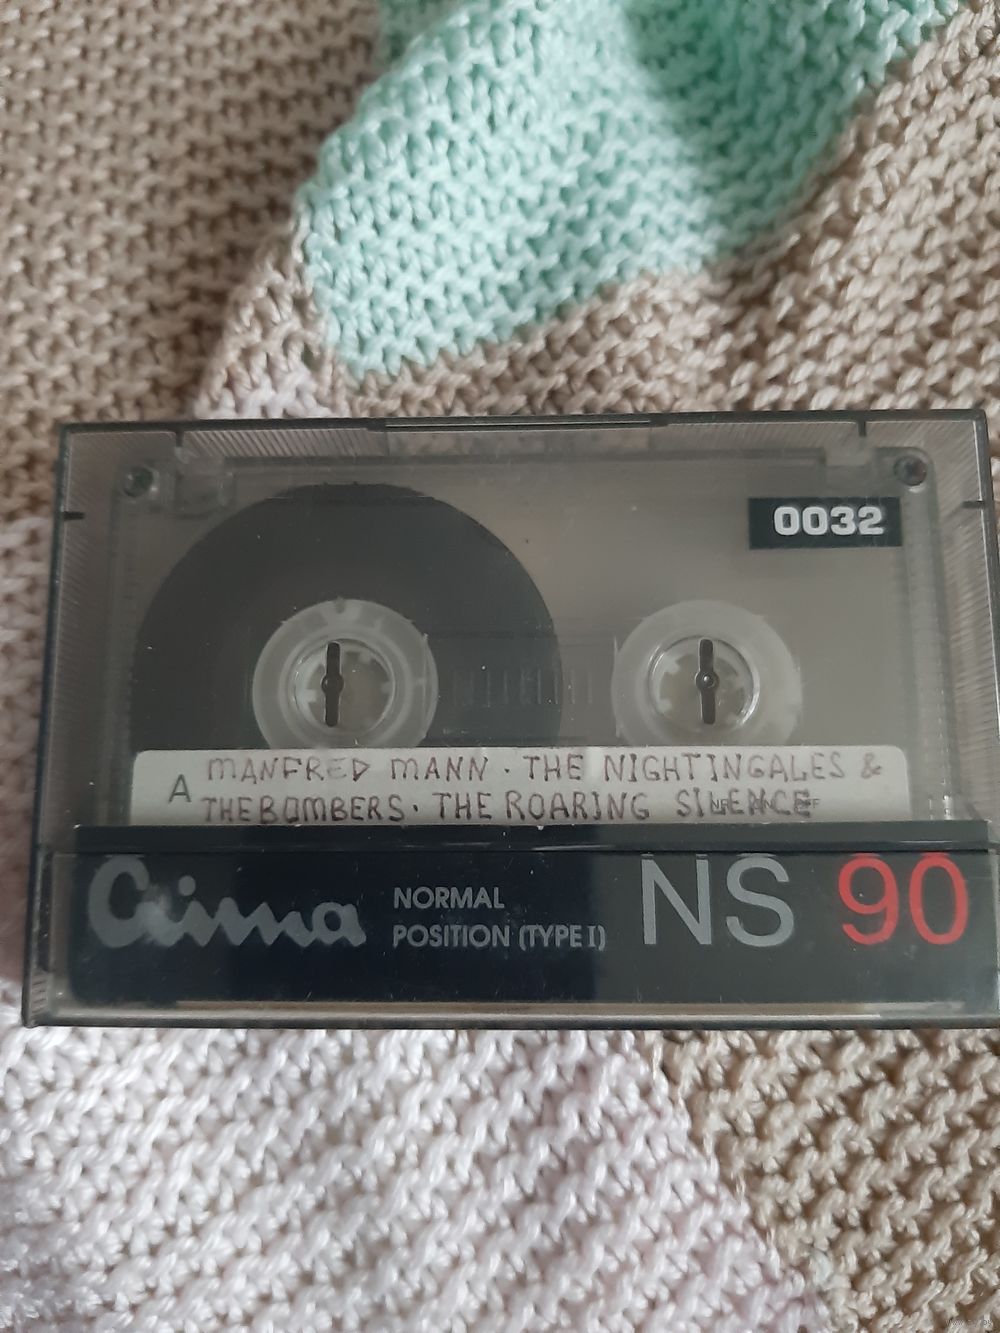 0032
A MANFRED MANN · THE NIGHTINGALES &
THE BOMBERS · THE ROARING SILENCE
Cima
NORMAL
POSITION (TYPE I)
NS 90